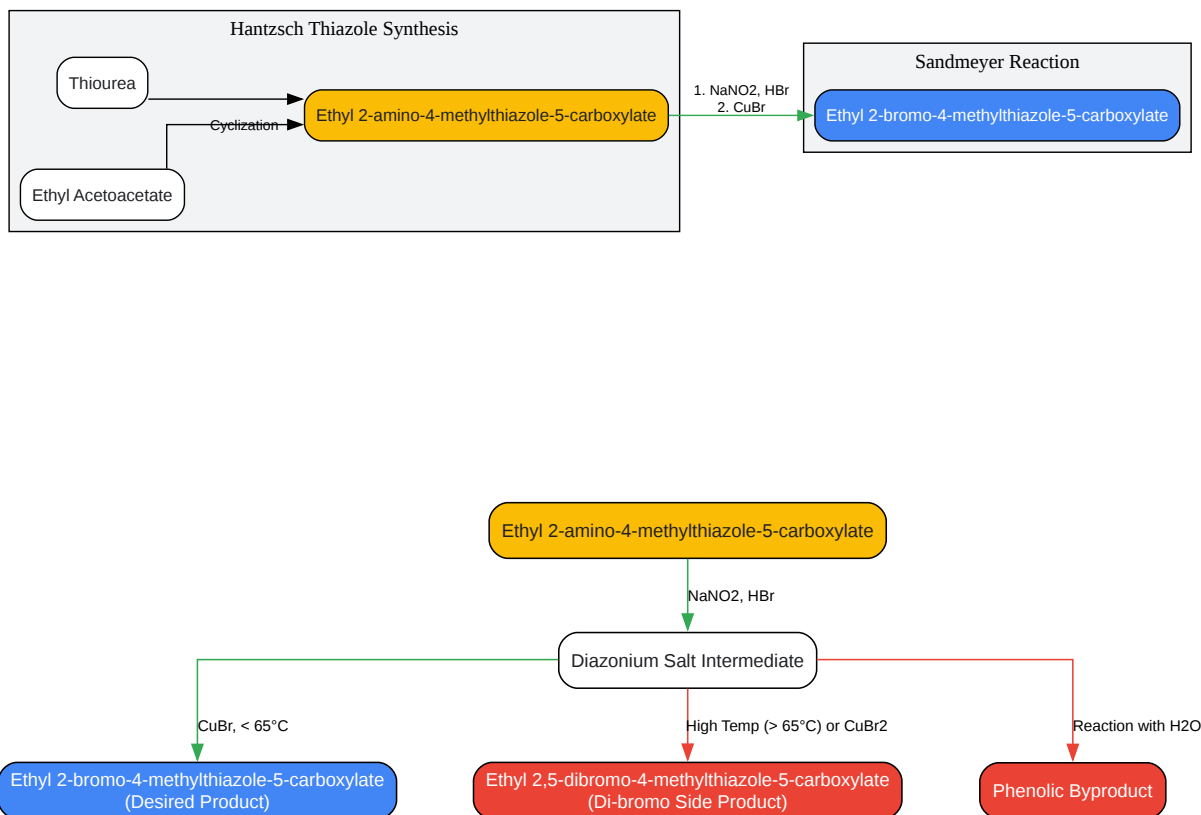 Hantzsch Thiazole Synthesis
Thiourea
Cyclization
Ethyl Acetoacetate
Ethyl 2-amino-4-methylthiazole-5-carboxylate
1. NaNO2, HBr
2. CuBr
Sandmeyer Reaction
Ethyl 2-bromo-4-methylthiazole-5-carboxylate
Ethyl 2-amino-4-methylthiazole-5-carboxylate
NaNO2, HBr
Diazonium Salt Intermediate
CuBr, < 65°C
High Temp (> 65°C) or CuBr2
Reaction with H2O
Ethyl 2-bromo-4-methylthiazole-5-carboxylate
(Desired Product)
Ethyl 2,5-dibromo-4-methylthiazole-5-carboxylate
(Di-bromo Side Product)
Phenolic Byproduct